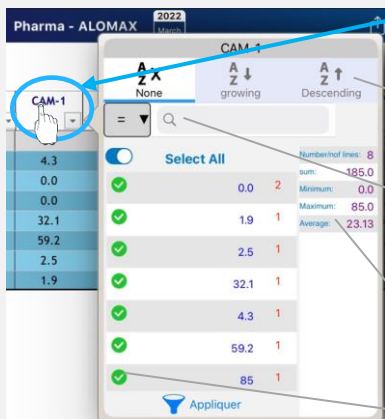 Pharma - ALOMAX 2022
March
CAM-1
A Z X A Z ↓ A Z ↑
None growing Descending
CAM-1
= ▼
Select All
Number/nof lines: 8
sum: 185.0
Minimum: 0.0
Maximum: 85.0
Average: 23.13
4.3
0.0
0.0
32.1
59.2
2.5
1.9
0.0 2
1.9 1
2.5 1
32.1 1
4.3 1
59.2 1
85 1
Appliquer